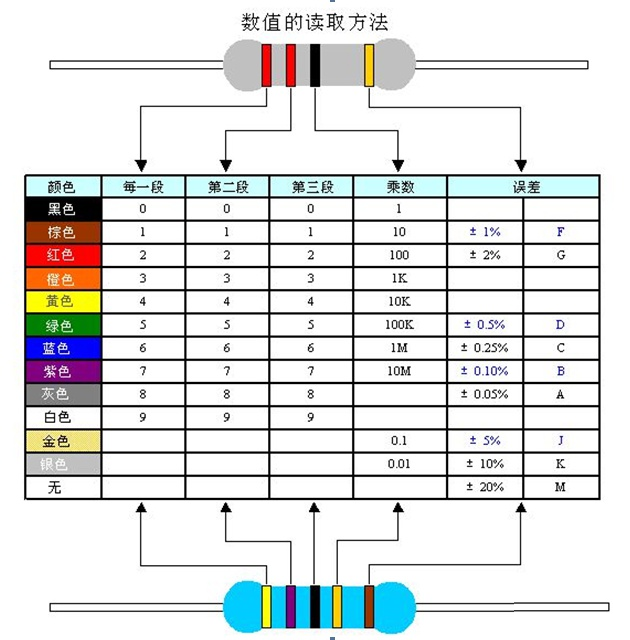 数值的读取方法
颜色 每一段 第二段 第三段 乘数 误差
黑色 0 0 0 1
棕色 1 1 1 10 ± 1% F
红色 2 2 2 100 ± 2% G
橙色 3 3 3 1K
黄色 4 4 4 10K
绿色 5 5 5 100K ± 0.5% D
蓝色 6 6 6 1M ± 0.25% C
紫色 7 7 7 10M ± 0.10% B
灰色 8 8 8 ± 0.05% A
白色 9 9 9
金色 0.1 ± 5% J
银色 0.01 ± 10% K
无 ± 20% M